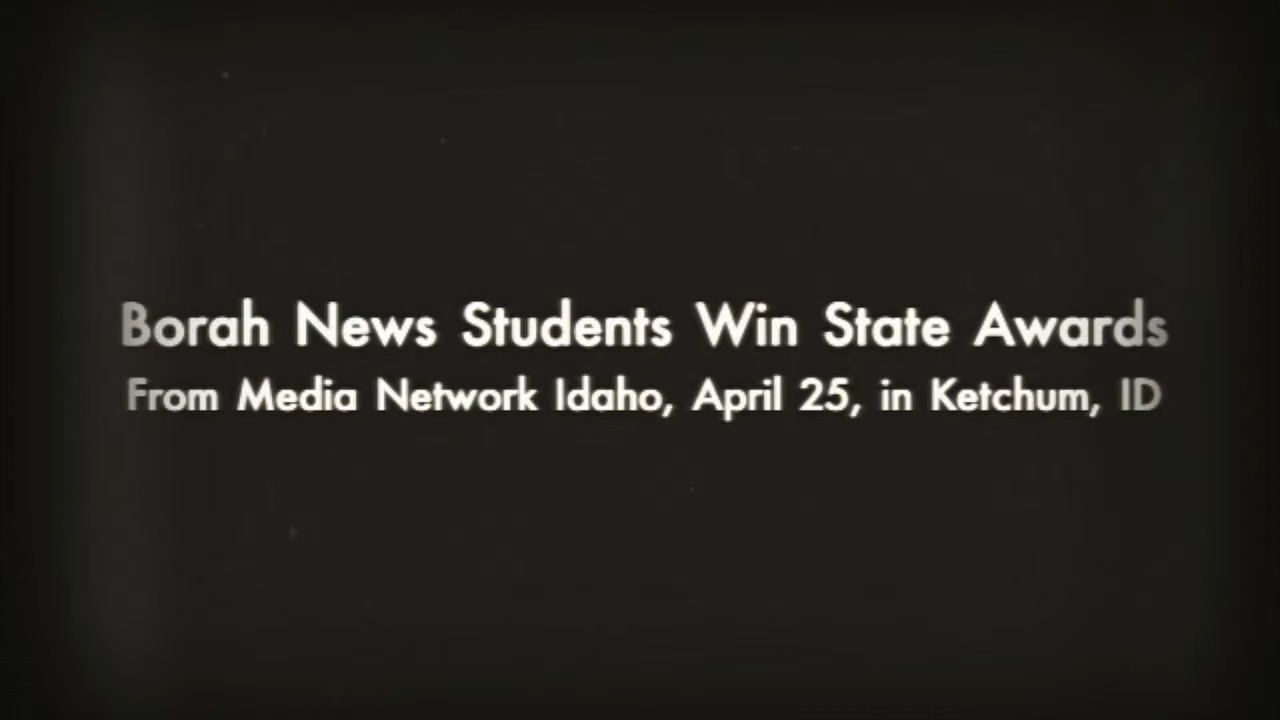 Borah News Students Win State Awards
From Media Network Idaho, April 25, in Ketchum, ID